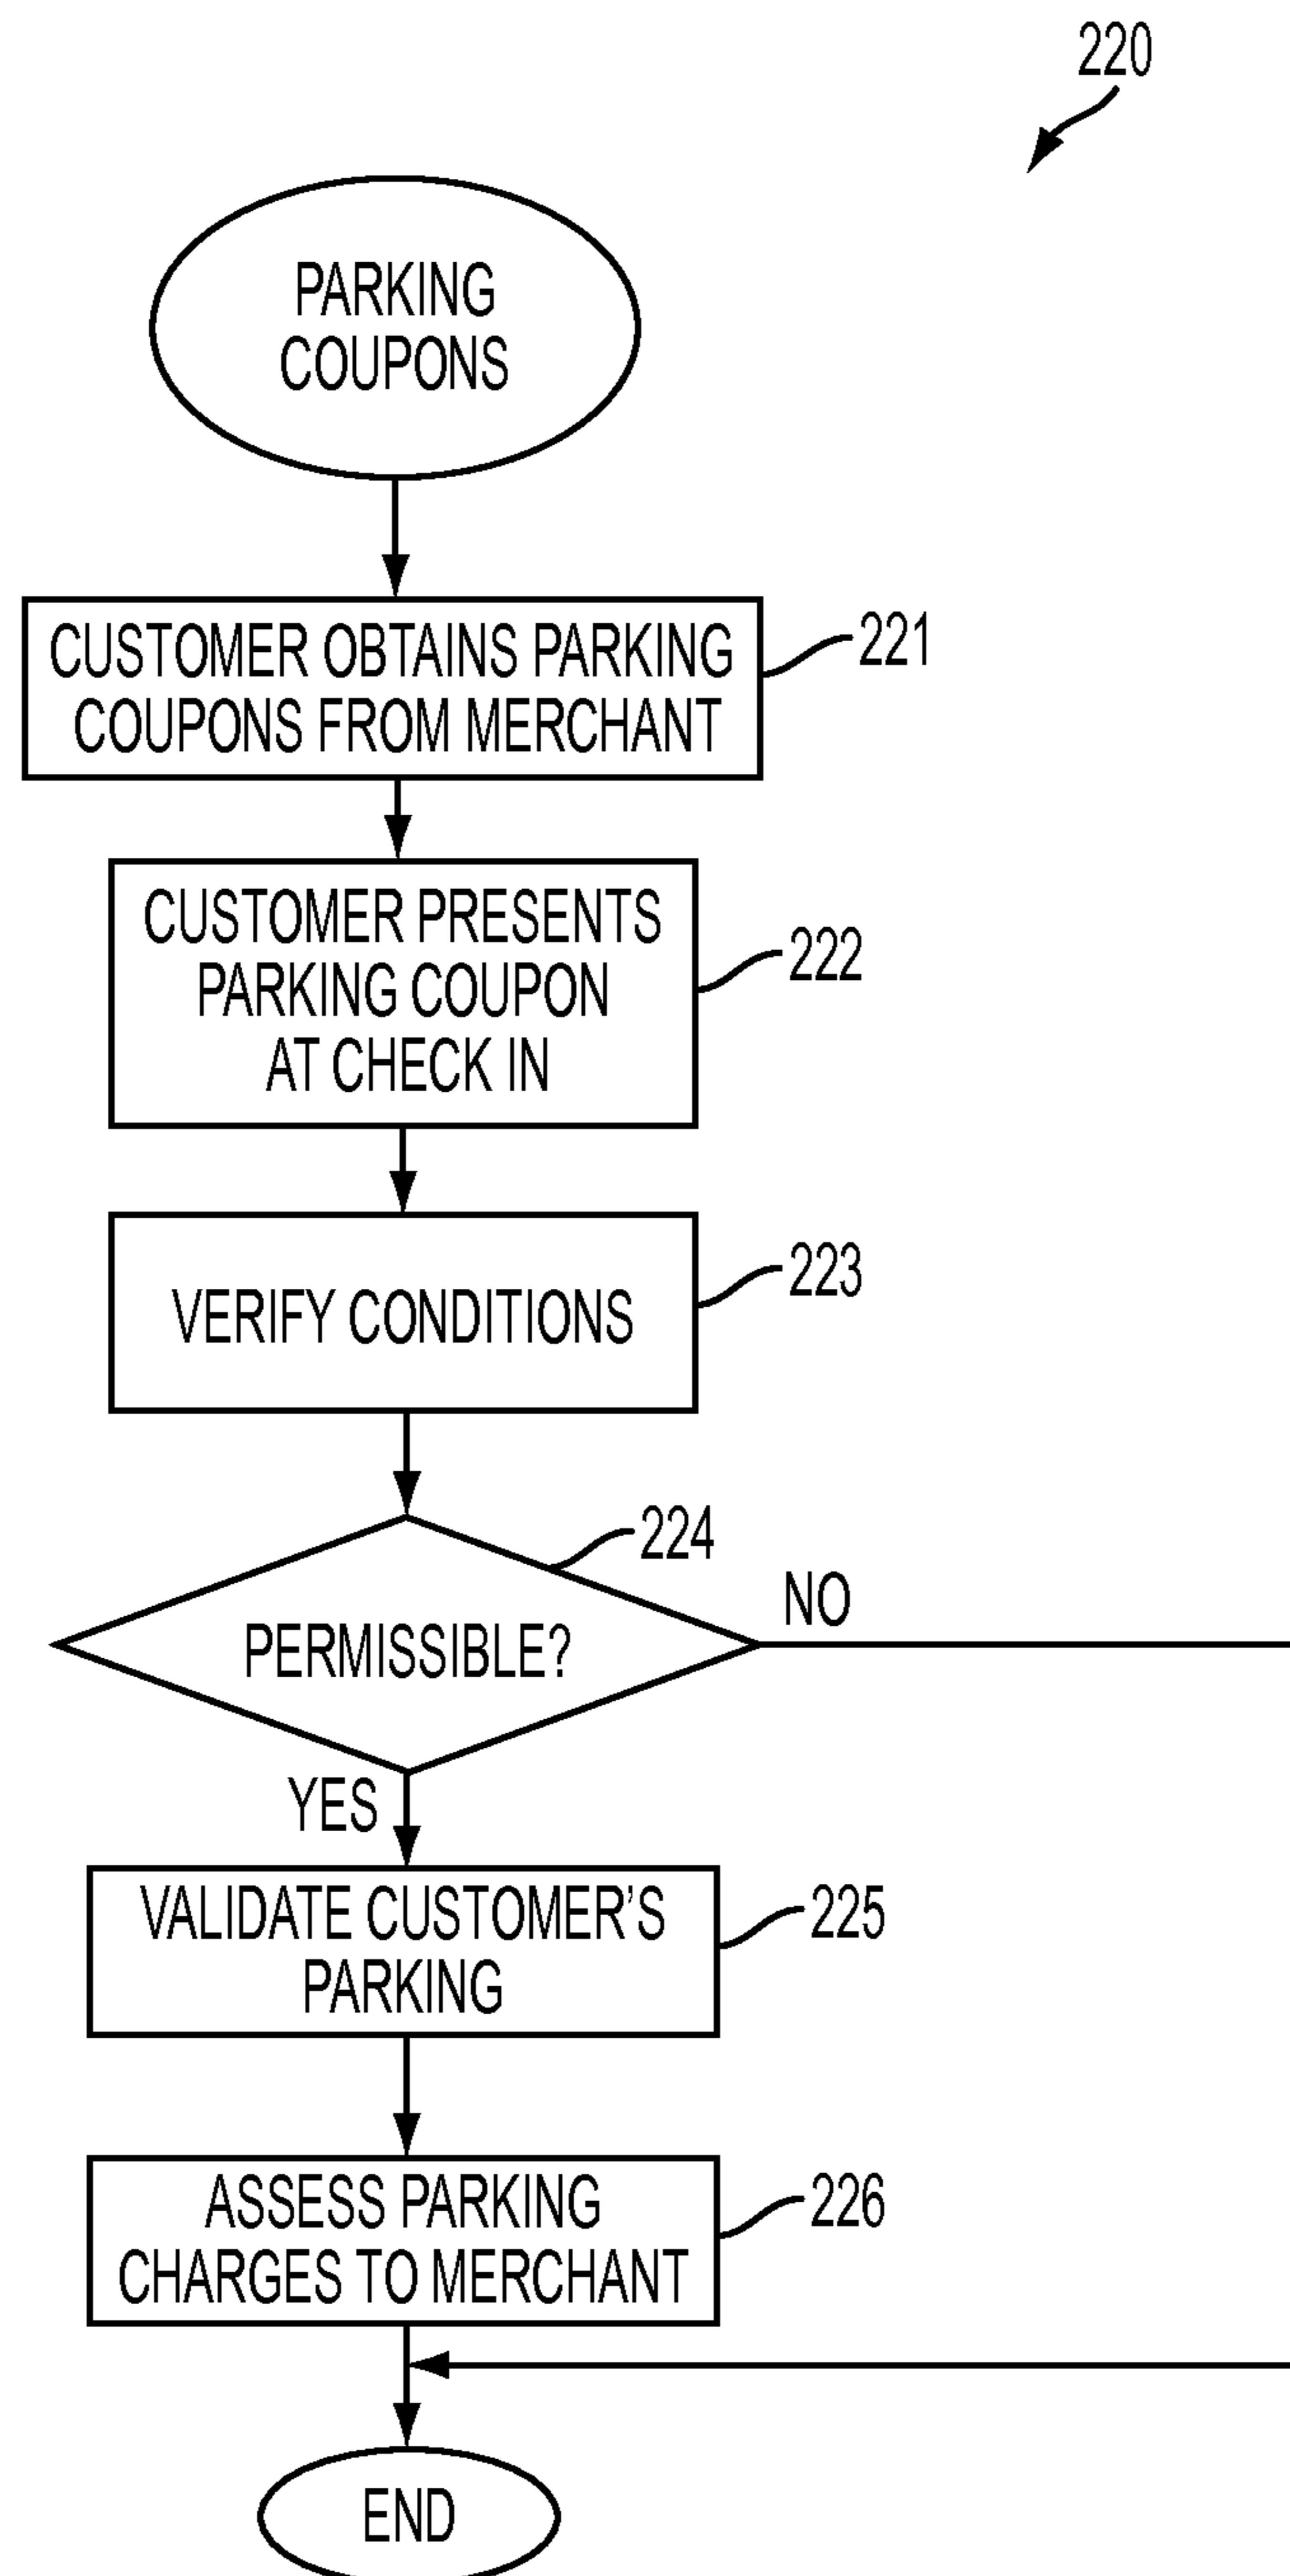 220
PARKING
COUPONS
CUSTOMER OBTAINS PARKING
COUPONS FROM MERCHANT
221
CUSTOMER PRESENTS
PARKING COUPON
AT CHECK IN
222
VERIFY CONDITIONS
223
224
PERMISSIBLE?
NO
YES
VALIDATE CUSTOMER'S
PARKING
225
ASSESS PARKING
CHARGES TO MERCHANT
226
END